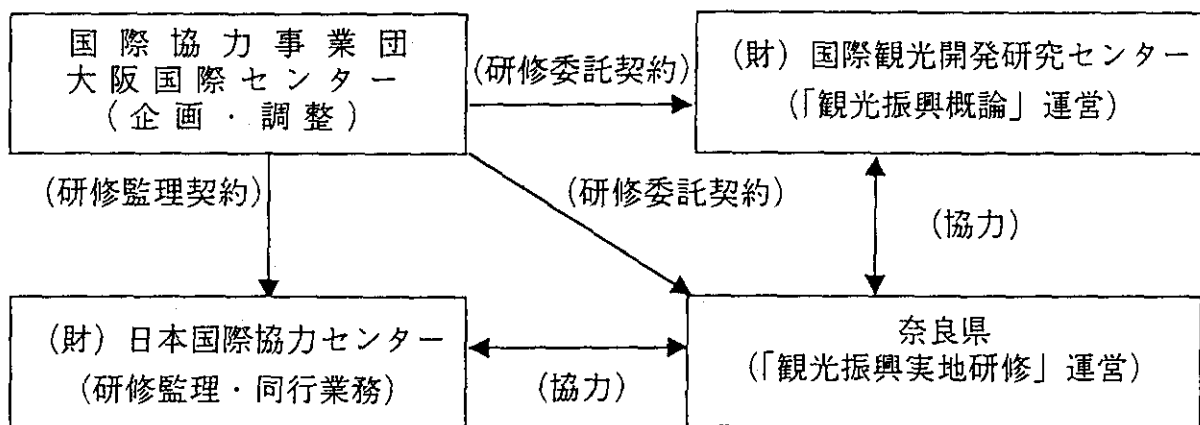 国際協力事業団
大阪国際センター
（企画・調整）
（研修委託契約）
（財）国際観光開発研究センター
（「観光振興概論」運営）
（研修監理契約）
（研修委託契約）
（協力）
（財）日本国際協力センター
（研修監理・同行業務）
（協力）
奈良県
（「観光振興実地研修」運営）